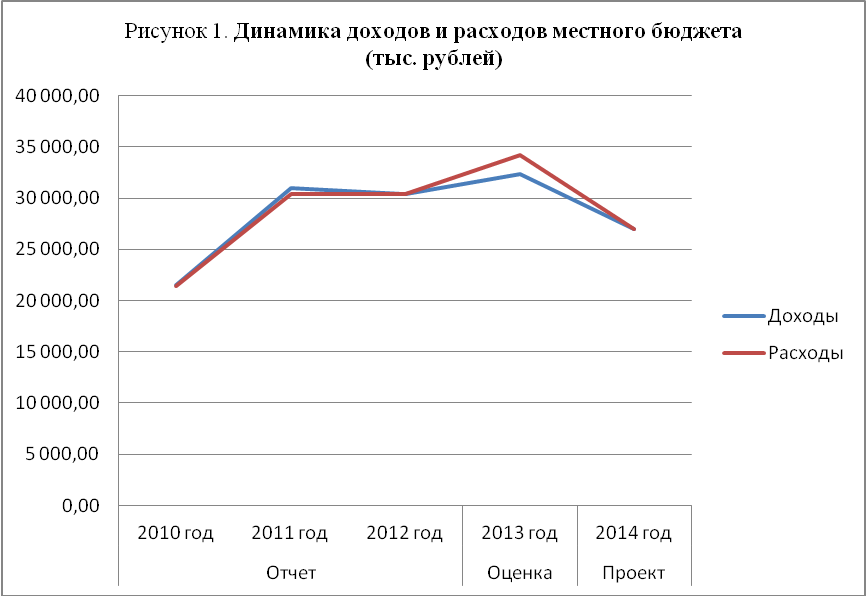 Рисунок 1. Динамика доходов и расходов местного бюджета
(тыс. рублей)
40 000,00
35 000,00
30 000,00
25 000,00
20 000,00
15 000,00
10 000,00
5 000,00
0,00
Доходы
Расходы
2010 год 2011 год 2012 год 2013 год 2014 год
Отчет Оценка Проект